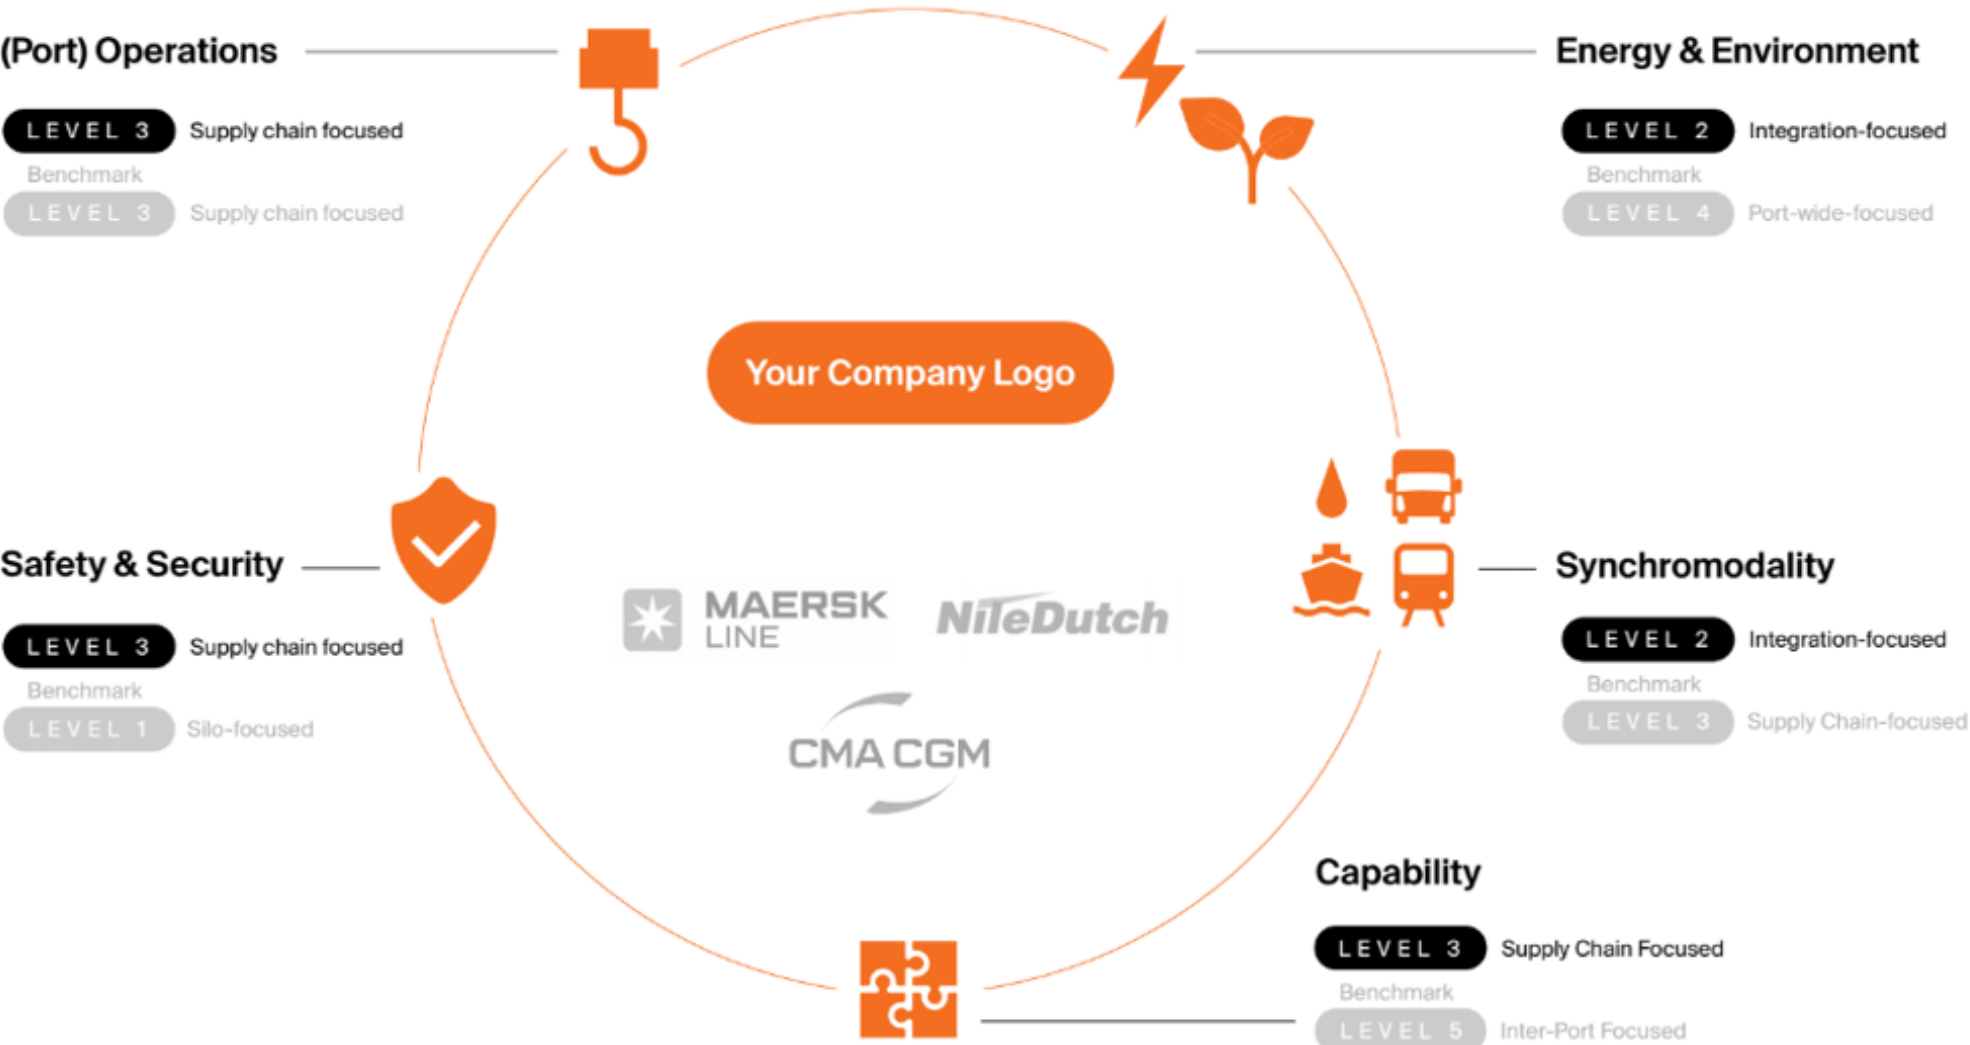 (Port) Operations
LEVEL 3 Supply chain focused
Benchmark
LEVEL 3 Supply chain focused
Energy & Environment
LEVEL 2 Integration-focused
Benchmark
LEVEL 4 Port-wide-focused
Your Company Logo
Safety & Security
LEVEL 3 Supply chain focused
Benchmark
LEVEL 1 Silo-focused
MAERSK
LINE
NileDutch
CMA CGM
Synchromodality
LEVEL 2 Integration-focused
Benchmark
LEVEL 3 Supply Chain-focused
Capability
LEVEL 3 Supply Chain Focused
Benchmark
LEVEL 5 Inter-Port Focused